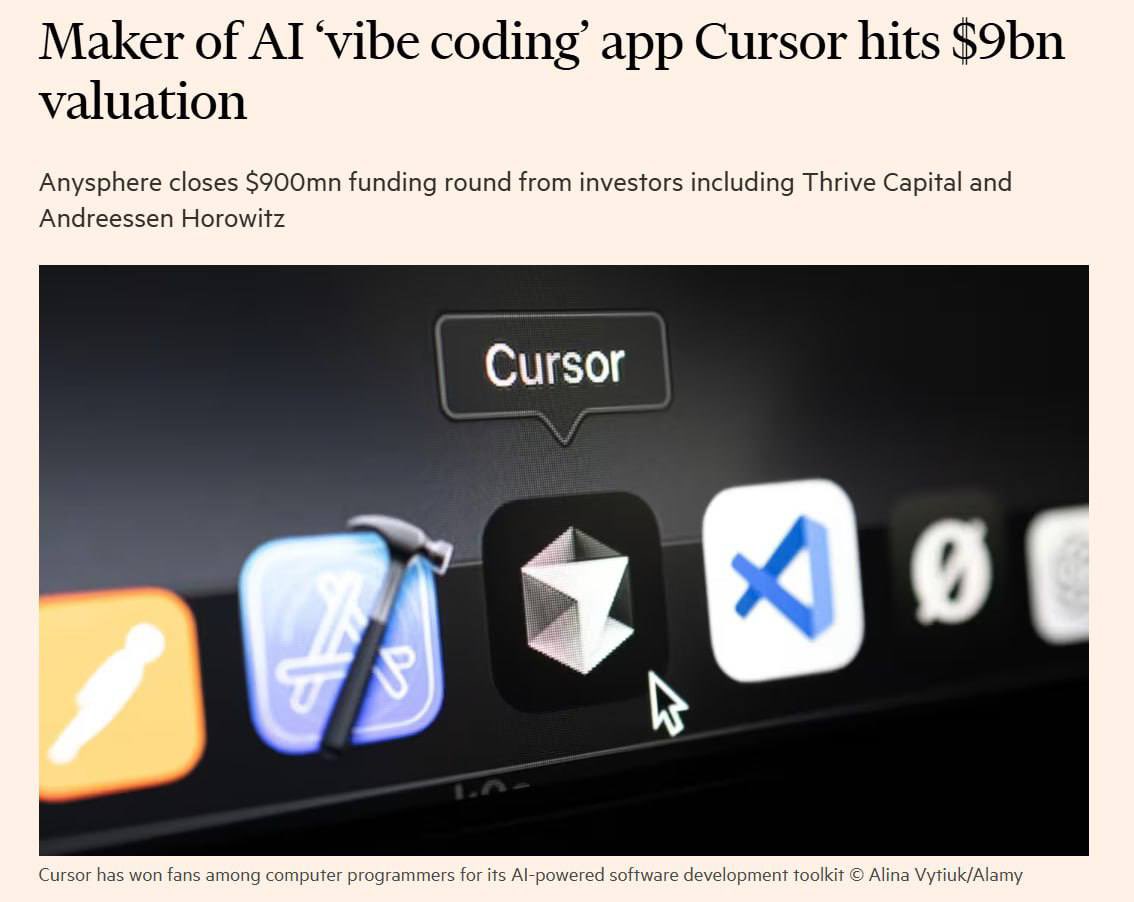 Maker of AI ‘vibe coding’ app Cursor hits $9bn
valuation
Anysphere closes $900mn funding round from investors including Thrive Capital and
Andreessen Horowitz
Cursor
Cursor has won fans among computer programmers for its AI-powered software development toolkit © Alina Vytiuk/Alamy